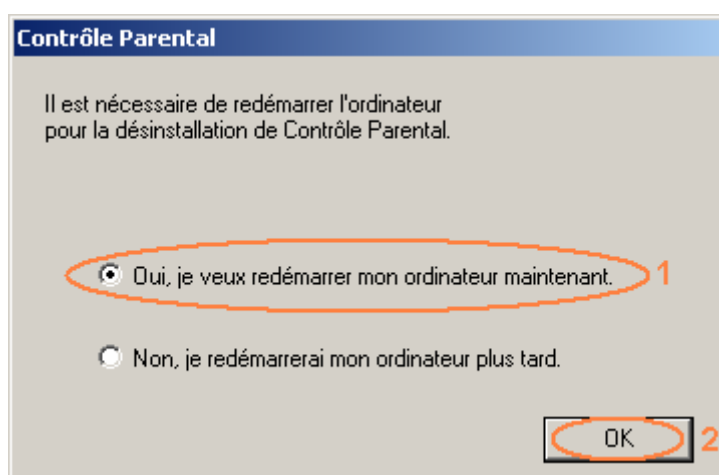 Contrôle Parental
Il est nécessaire de redémarrer l'ordinateur
pour la désinstallation de Contrôle Parental.
Oui, je veux redémarrer mon ordinateur maintenant. 1
Non, je redémarrerai mon ordinateur plus tard.
OK 2